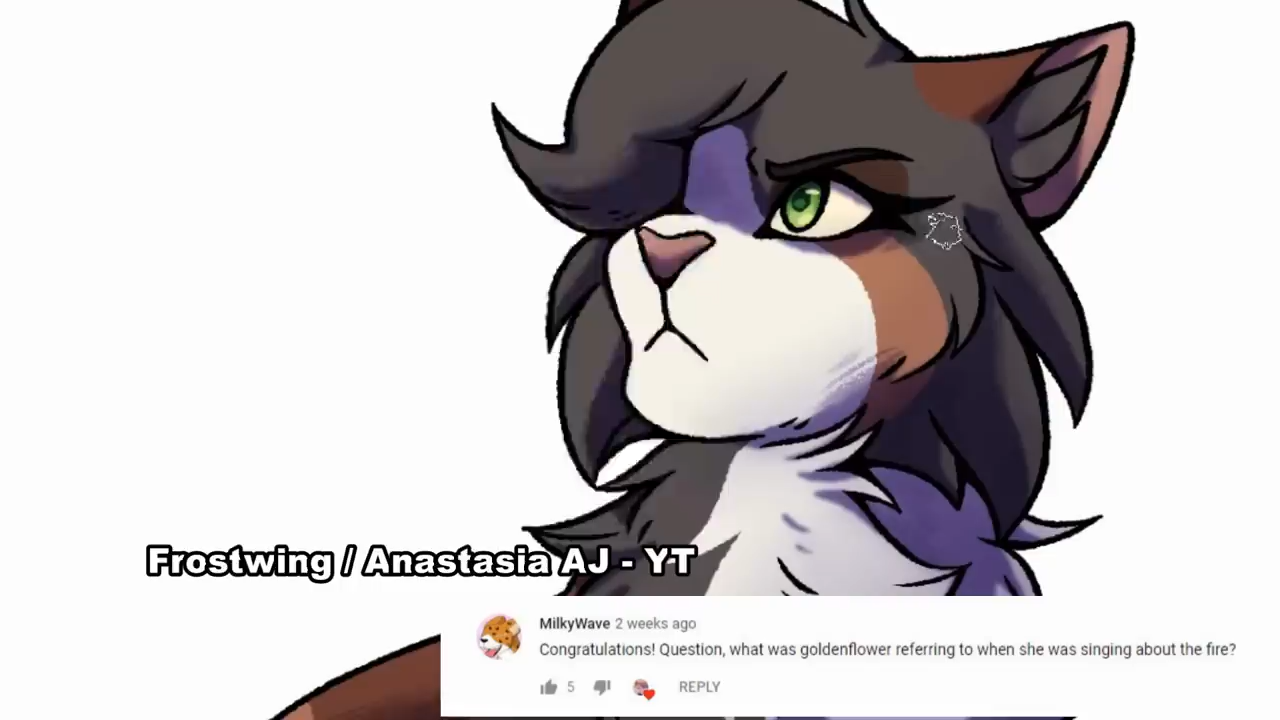 Frostwing / Anastasia AJ - YT
MilkyWave 2 weeks ago
Congratulations! Question, what was goldenflower referring to when she was singing about the fire?
5 REPLY